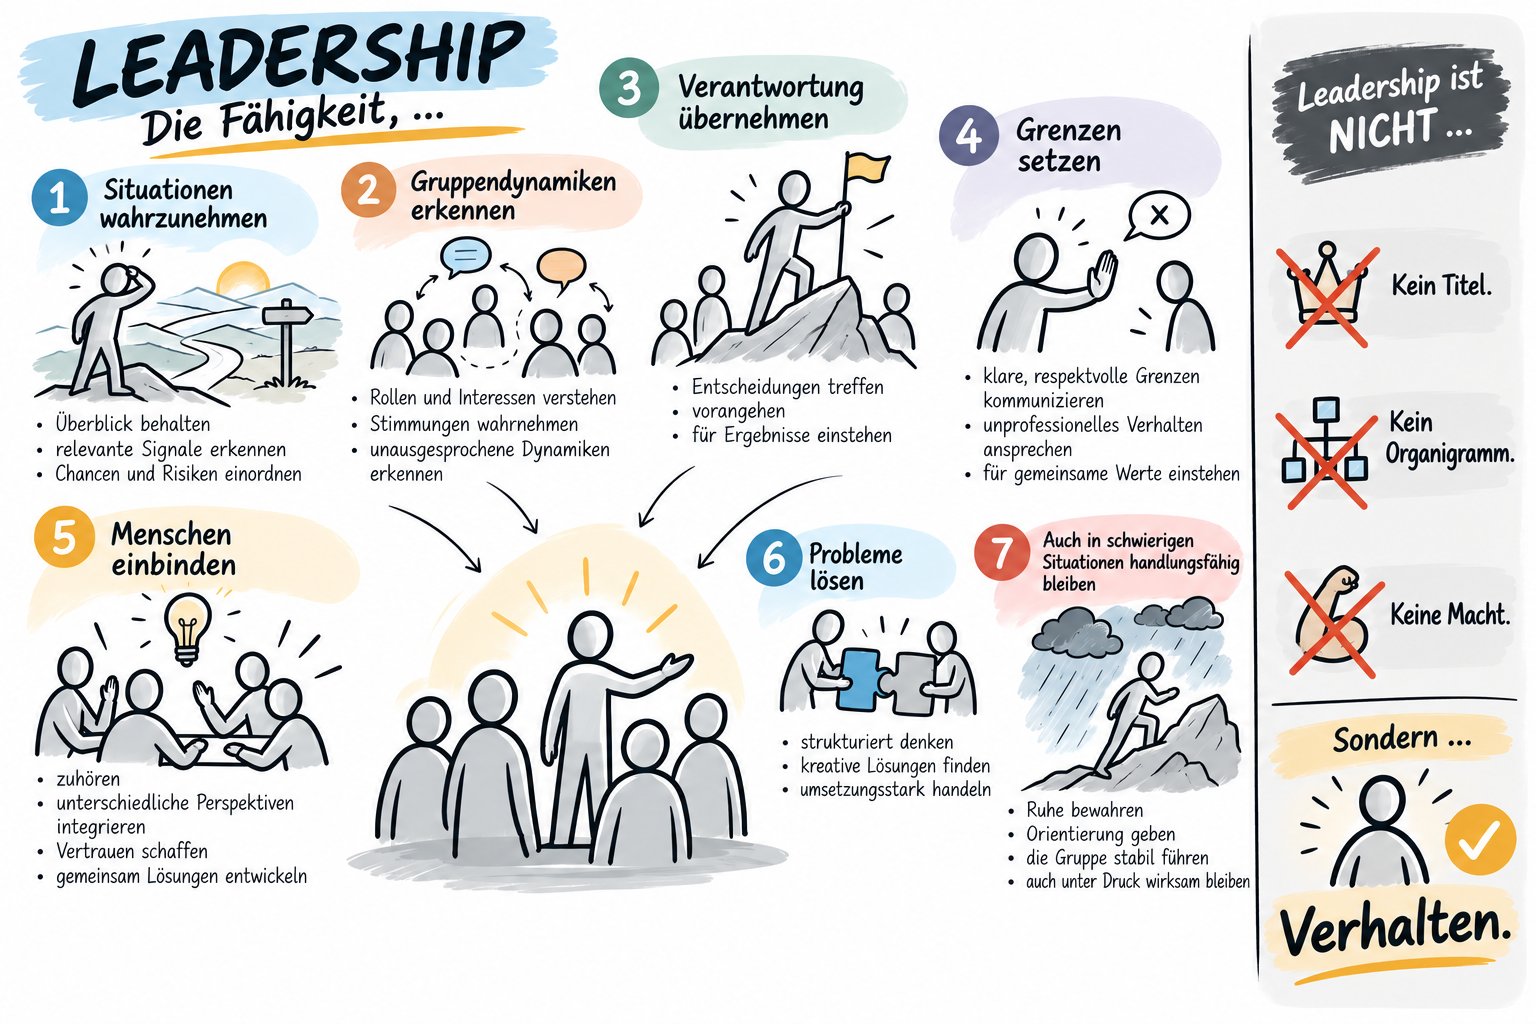 LEADERSHIP
Die Fähigkeit, ...
1
Situationen
wahrzunehmen
• Überblick behalten
• relevante Signale erkennen
• Chancen und Risiken einordnen
2
Gruppendynamiken
erkennen
• Rollen und Interessen verstehen
• Stimmungen wahrnehmen
• unausgesprochene Dynamiken
erkennen
3
Verantwortung
übernehmen
• Entscheidungen treffen
• vorangehen
• für Ergebnisse einstehen
4
Grenzen
setzen
X
• klare, respektvolle Grenzen
kommunizieren
• unprofessionelles Verhalten
ansprechen
• für gemeinsame Werte einstehen
5
Menschen
einbinden
• zuhören
• unterschiedliche Perspektiven
integrieren
• Vertrauen schaffen
• gemeinsam Lösungen entwickeln
6
Probleme
lösen
• strukturiert denken
• kreative Lösungen finden
• umsetzungsstark handeln
7
Auch in schwierigen
Situationen handlungsfähig
bleiben
• Ruhe bewahren
• Orientierung geben
• die Gruppe stabil führen
• auch unter Druck wirksam bleiben
Leadership ist
NICHT ...
Kein Titel.
Kein
Organigramm.
Keine Macht.
Sondern ...
Verhalten.